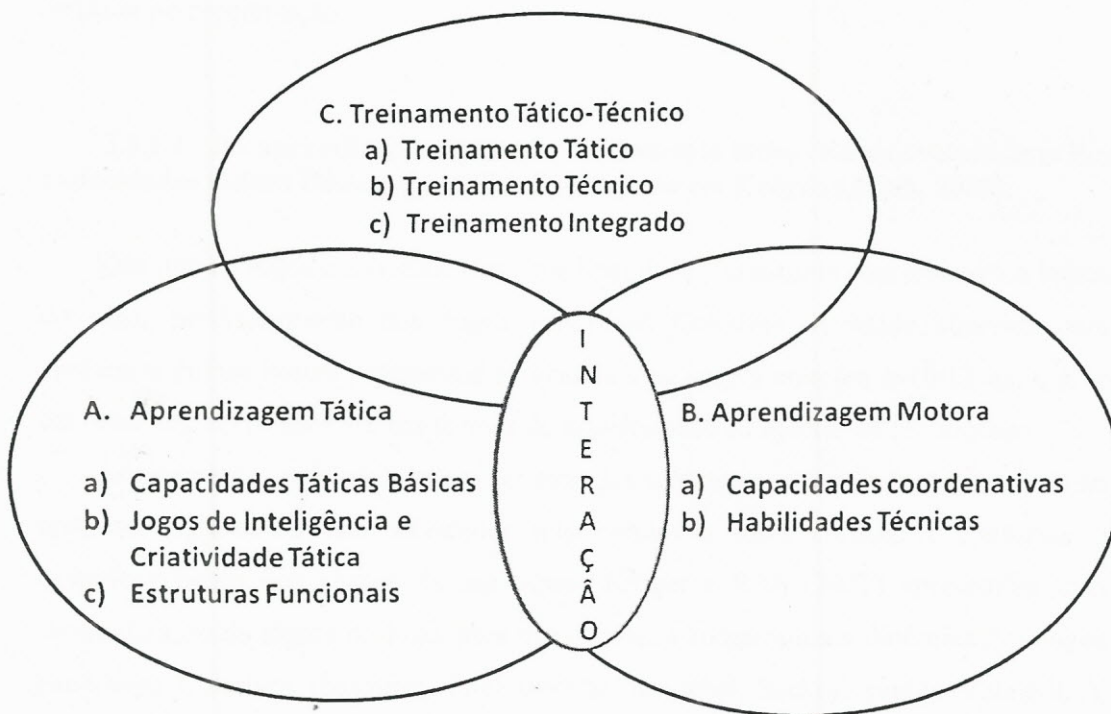 C. Treinamento Tático-Técnico
a) Treinamento Tático
b) Treinamento Técnico
c) Treinamento Integrado
A. Aprendizagem Tática
a) Capacidades Táticas Básicas
b) Jogos de Inteligência e
Criatividade Tática
c) Estruturas Funcionais
INTERAÇÃO
B. Aprendizagem Motora
a) Capacidades coordenativas
b) Habilidades Técnicas